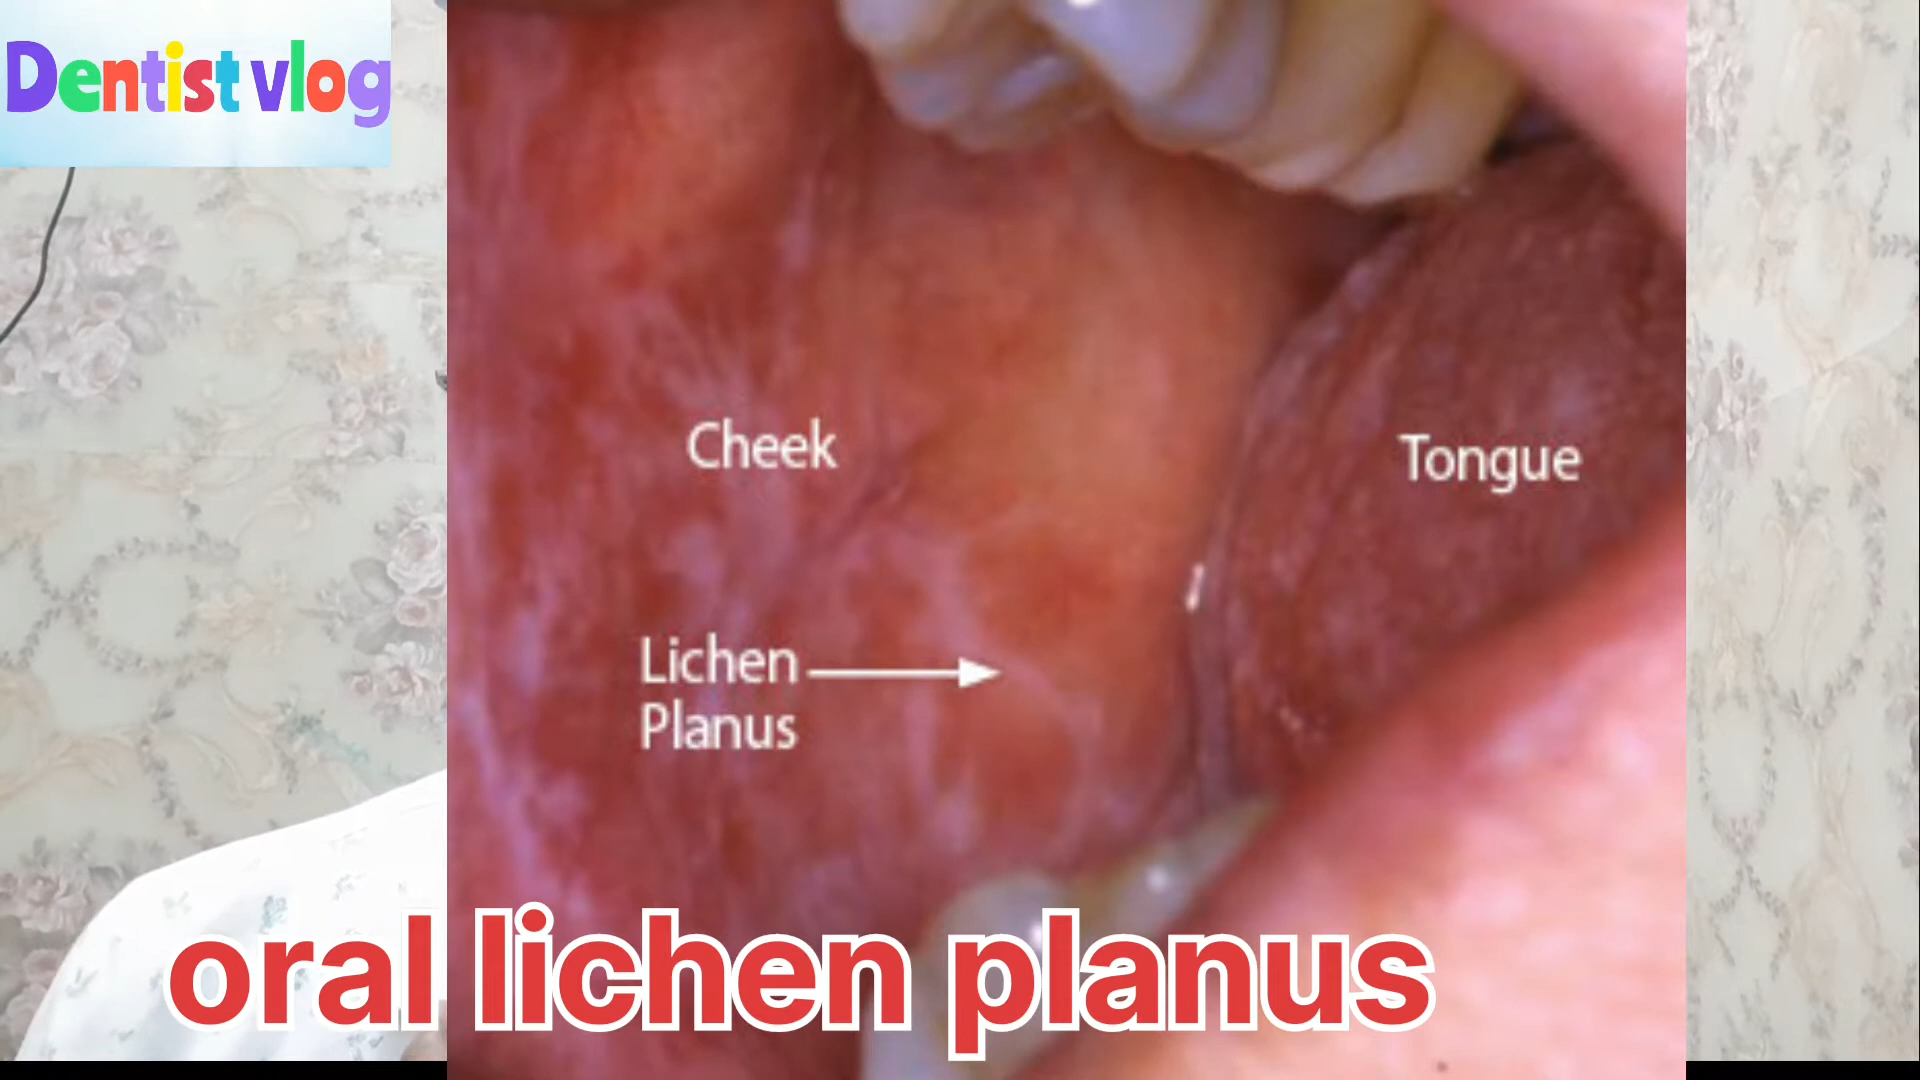 Dentist vlog
Cheek
Tongue
Lichen
Planus
oral lichen planus